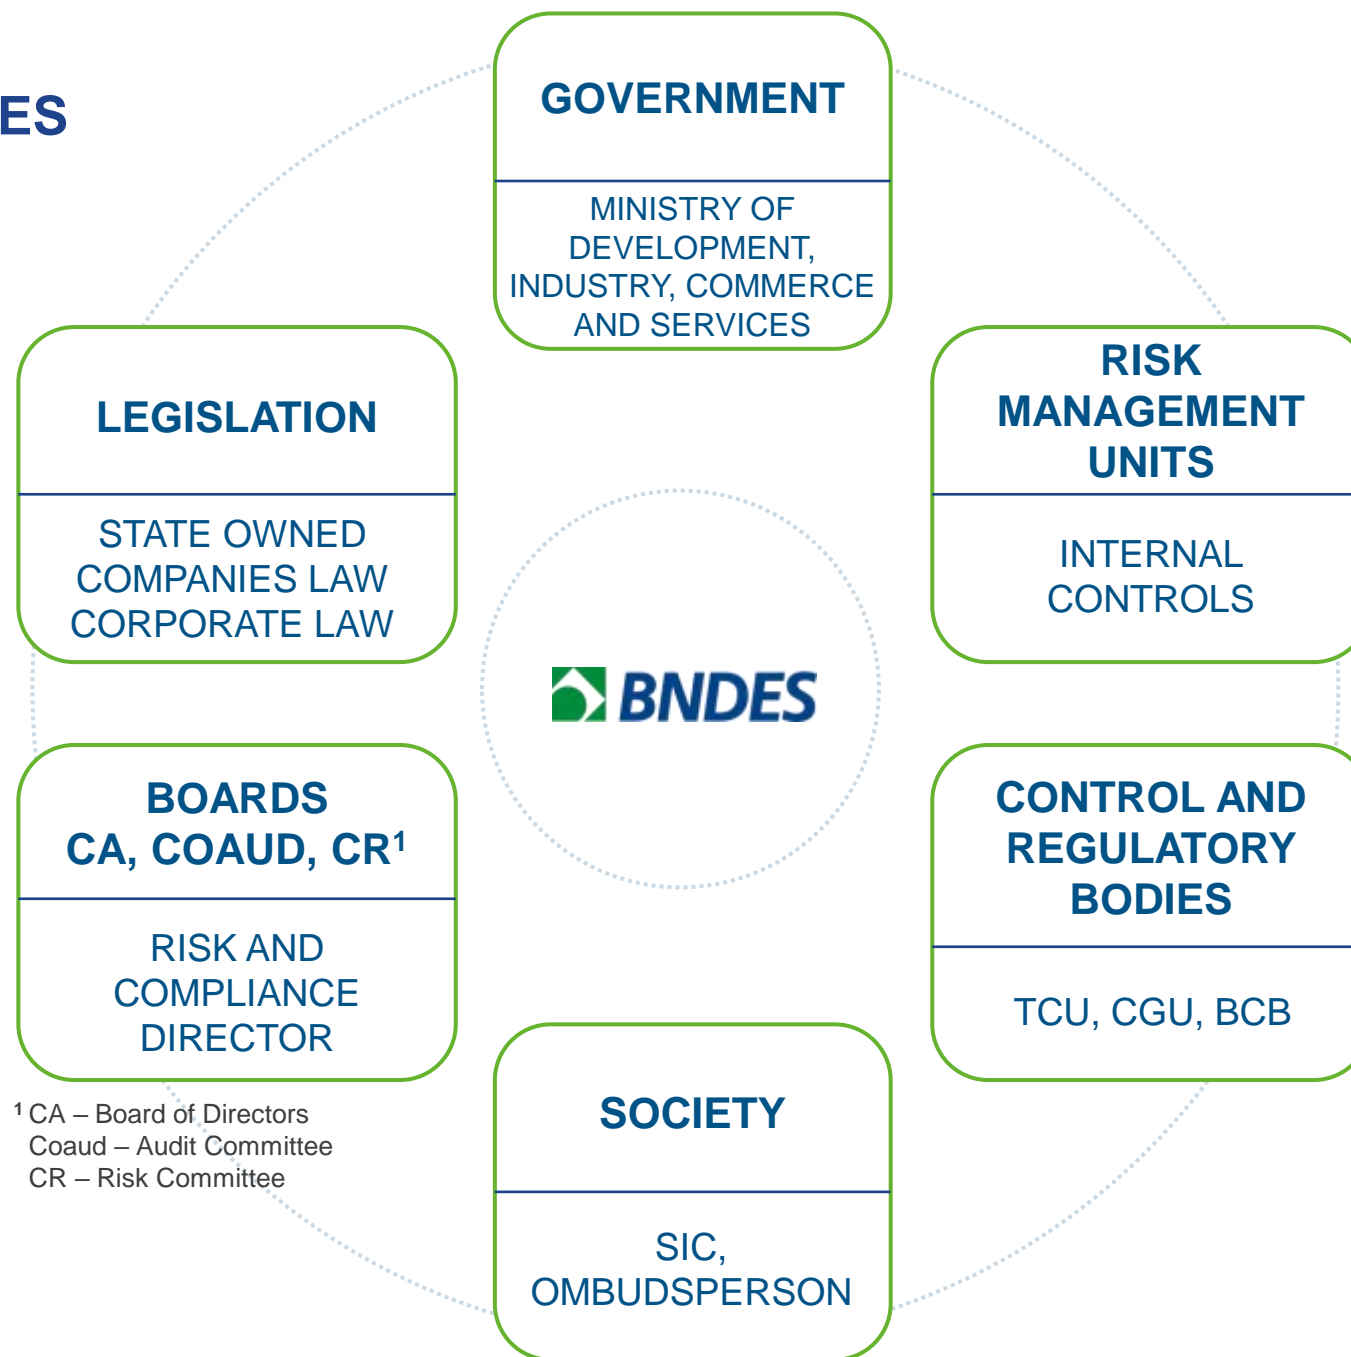 ES
GOVERNMENT
MINISTRY OF
DEVELOPMENT,
INDUSTRY, COMMERCE
AND SERVICES
LEGISLATION
STATE OWNED
COMPANIES LAW
CORPORATE LAW
RISK
MANAGEMENT
UNITS
INTERNAL
CONTROLS
BNDES
BOARDS
CA, COAUD, CR¹
RISK AND
COMPLIANCE
DIRECTOR
CONTROL AND
REGULATORY
BODIES
TCU, CGU, BCB
¹ CA – Board of Directors
Coaud – Audit Committee
CR – Risk Committee
SOCIETY
SIC,
OMBUDSPERSON